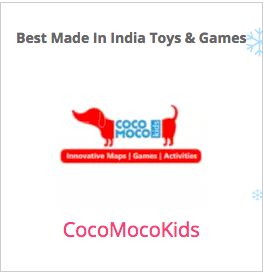 Best Made In India Toys & Games
COCO
MOCO kids
Innovative Maps | Games | Activities
CocoMocoKids